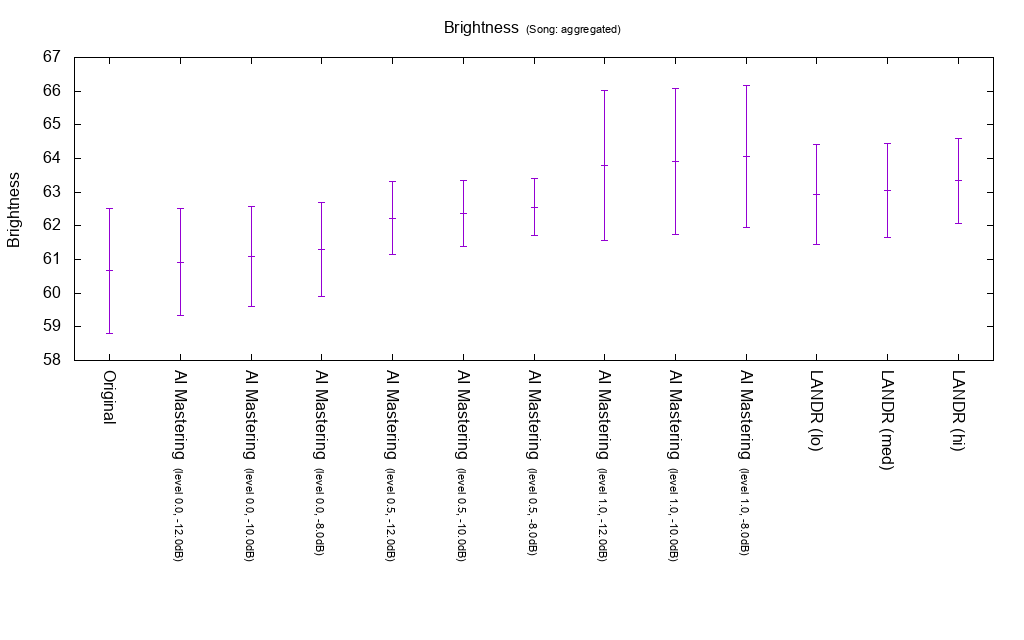 Brightness (Song: aggregated)
67
66
65
64
63
62
61
60
59
58
Brightness
Original
AI Mastering (level 0.0, -12.0dB)
AI Mastering (level 0.0, -10.0dB)
AI Mastering (level 0.0, -8.0dB)
AI Mastering (level 0.5, -12.0dB)
AI Mastering (level 0.5, -10.0dB)
AI Mastering (level 0.5, -8.0dB)
AI Mastering (level 1.0, -12.0dB)
AI Mastering (level 1.0, -10.0dB)
AI Mastering (level 1.0, -8.0dB)
LANDR (lo)
LANDR (med)
LANDR (hi)